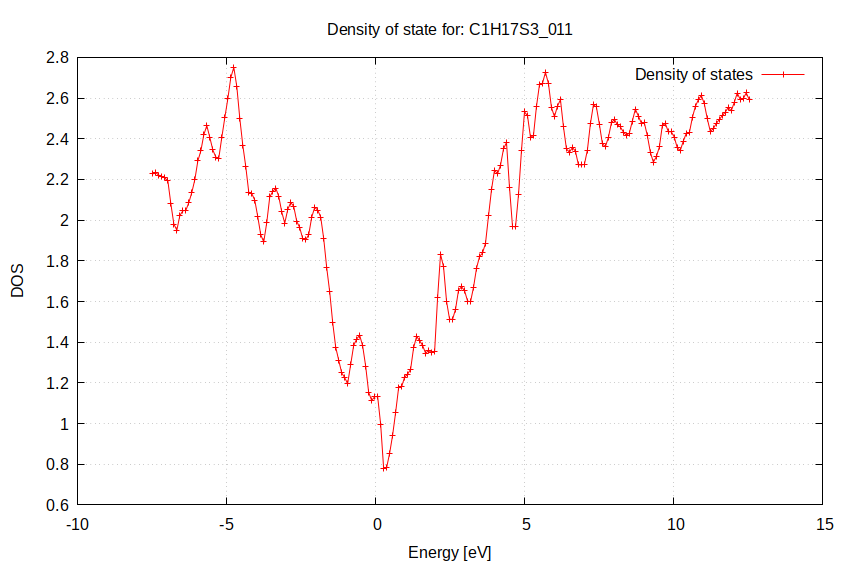 Density of state for: C1H17S3_011
Density of states
2.8
2.6
2.4
2.2
2
1.8
1.6
1.4
1.2
1
0.8
0.6
DOS
-10 -5 0 5 10 15
Energy [eV]